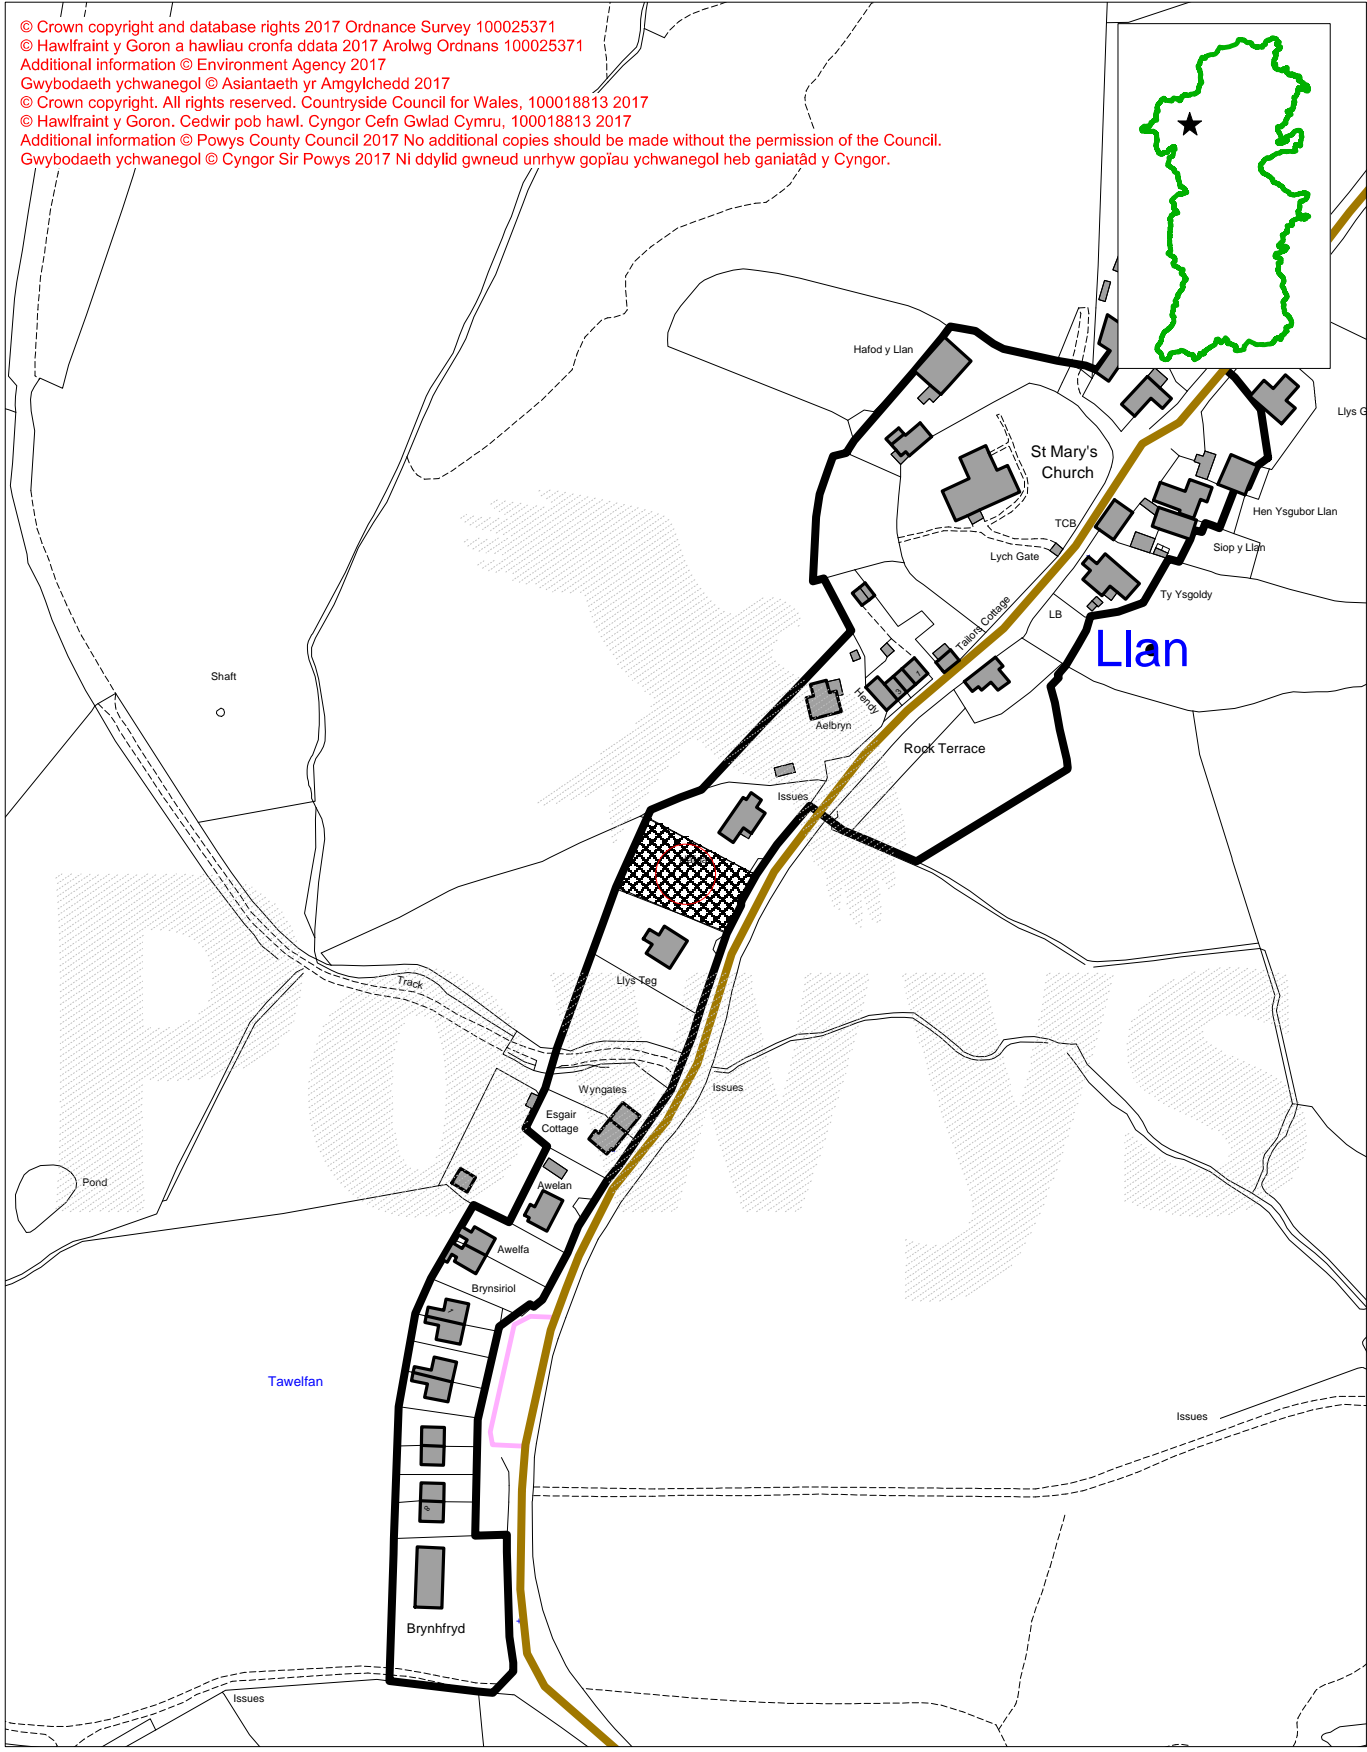 © Crown copyright and database rights 2017 Ordnance Survey 100025371
© Hawlfraint y Goron a hawliau cronfa ddata 2017 Arolwg Ordnans 100025371
Additional information © Environment Agency 2017
Gwybodaeth ychwanegol © Asiantaeth yr Amgylchedd 2017
© Crown copyright. All rights reserved. Countryside Council for Wales, 100018813 2017
© Hawlfraint y Goron. Cedwir pob hawl. Cyngor Cefn Gwlad Cymru, 100018813 2017
Additional information © Powys County Council 2017 No additional copies should be made without the permission of the Council.
Gwybodaeth ychwanegol © Cyngor Sir Powys 2017 Ni ddylid gwneud unrhyw gopïau ychwanegol heb ganiatâd y Cyngor.
Hafod y Llan
Llys G
St Mary's
Church
Hen Ysgubor Llan
TCB
Siop y Llan
Lych Gate
Ty Ysgoldy
Tailors Cottage
LB
Llan
Shaft
1
3
Hendy
Aelbryn
Rock Terrace
Issues
Llys Teg
Track
Powys
Issues
Wyngates
Esgair
Cottage
Pond
Awelan
Awelfa
Brynsiriol
1
Tawelfan
Issues
8
Brynhfryd
Issues